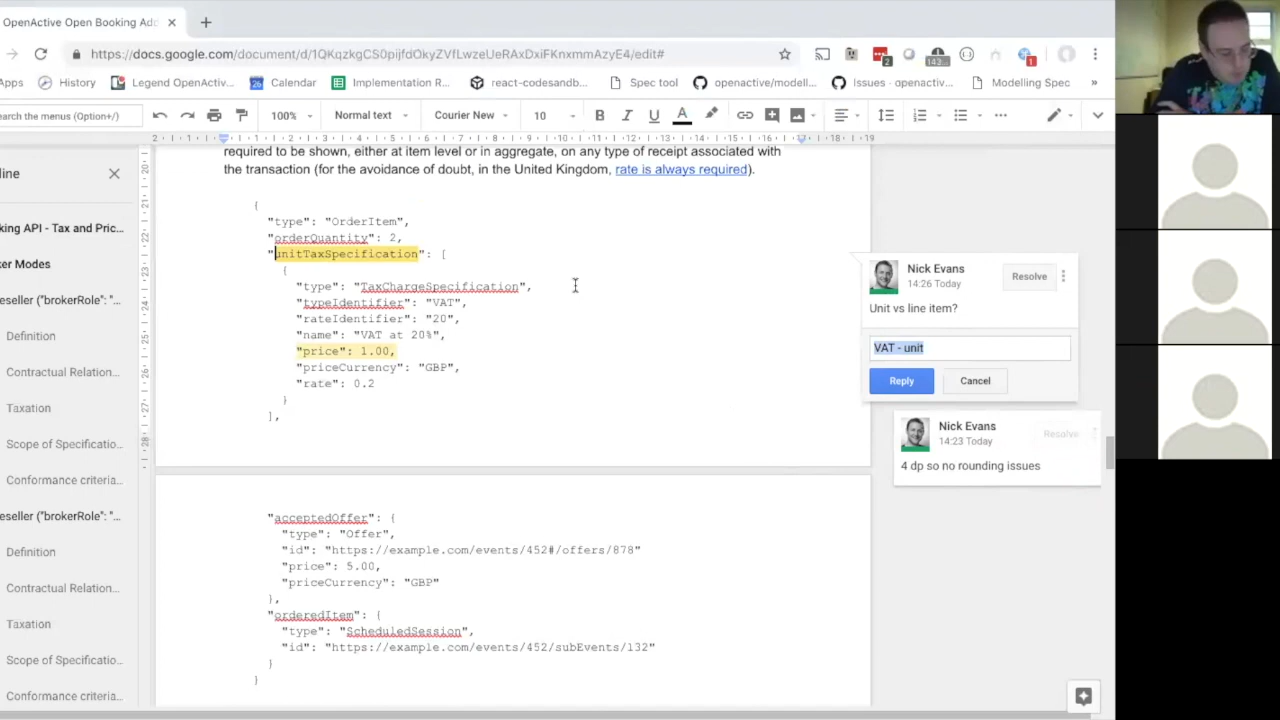 OpenActive Open Booking Ad
https://docs.google.com/document/d/1QKqzkgCS0pijfdOkyZVfLwzeUeRAxDxiFKnxmmAzyE4/edit#
2
1
Apps
History
Legend OpenActiv...
Calendar
Implementation R...
react-codesandb...
Spec tool
openactive/modell...
Issues · openactiv...
Modelling Spec
»
earch the menus (Option+/)
100%
Normal text
Courier New
10
B I U A
line
king API - Tax and Pric...
ker Modes
eseller ("brokerRole": "...
Definition
Contractual Relation...
Taxation
Scope of Specificatio...
Conformance criteria...
eseller ("brokerRole": "...
Definition
Contractual Relation...
Taxation
Scope of Specificatio...
Conformance criteria...
required to be shown, either at item level or in aggregate, on any type of receipt associated with
the transaction (for the avoidance of doubt, in the United Kingdom, rate is always required).
{
"type": "OrderItem",
"orderQuantity": 2,
"unitTaxSpecification": [
{
"type": "TaxChargeSpecification",
"typeIdentifier": "VAT",
"rateIdentifier": "20",
"name": "VAT at 20%",
"price": 1.00,
"priceCurrency": "GBP",
"rate": 0.2
}
],
"acceptedOffer": {
"type": "Offer",
"id": "https://example.com/events/452#/offers/878"
"price": 5.00,
"priceCurrency": "GBP"
},
"orderedItem": {
"type": "ScheduledSession",
"id": "https://example.com/events/452/subEvents/132"
}
}
Nick Evans
14:26 Today
Resolve
Unit vs line item?
VAT - unit
Reply
Cancel
Nick Evans
14:23 Today
Resolve
4 dp so no rounding issues